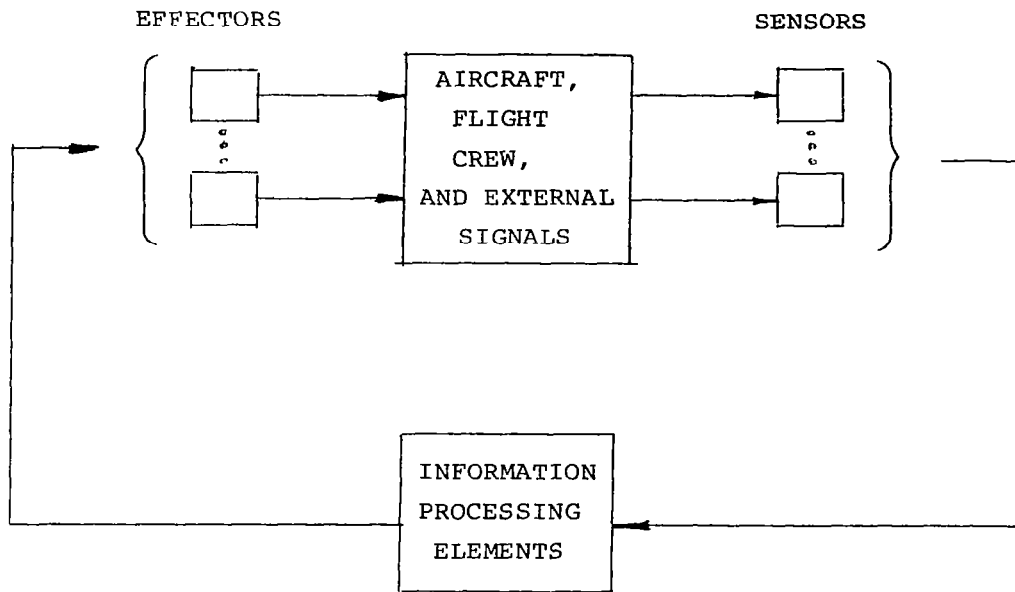 EFFECTORS
SENSORS
AIRCRAFT,
FLIGHT
CREW,
AND EXTERNAL
SIGNALS
INFORMATION
PROCESSING
ELEMENTS